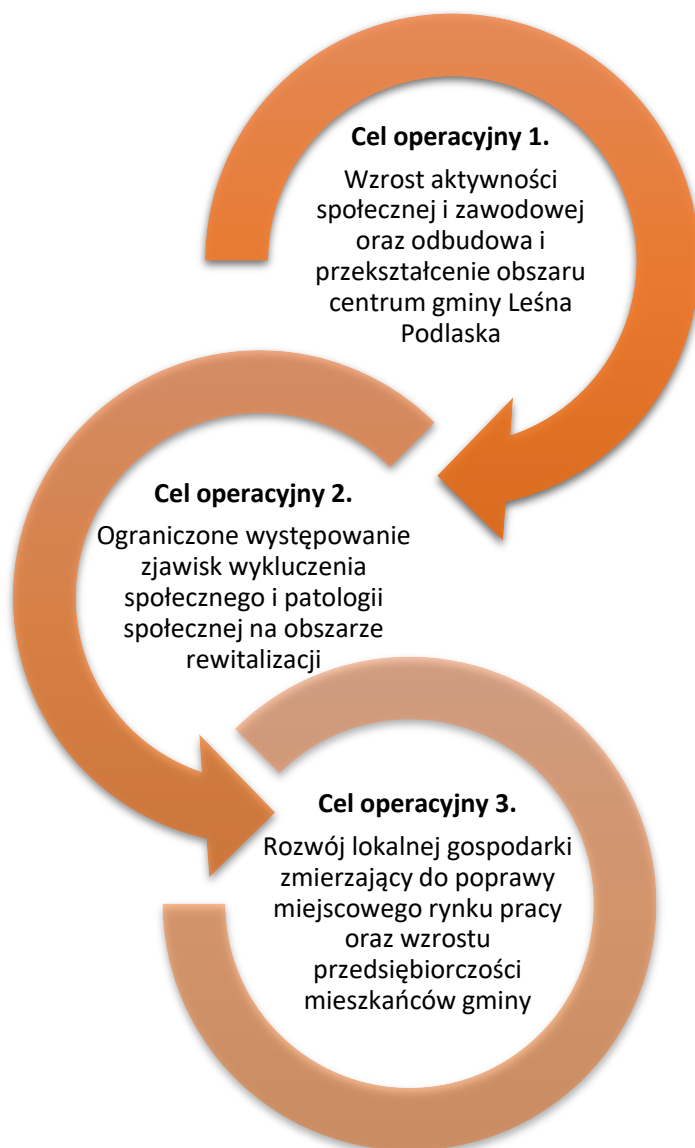 Cel operacyjny 1.
Wzrost aktywności
społecznej i zawodowej
oraz odbudowa i
przekształcenie obszaru
centrum gminy Leśna
Podlaska
Cel operacyjny 2.
Ograniczone występowanie
zjawisk wykluczenia
społecznego i patologii
społecznej na obszarze
rewitalizacji
Cel operacyjny 3.
Rozwój lokalnej gospodarki
zmierzający do poprawy
miejscowego rynku pracy
oraz wzrostu
przedsiębiorczości
mieszkańców gminy